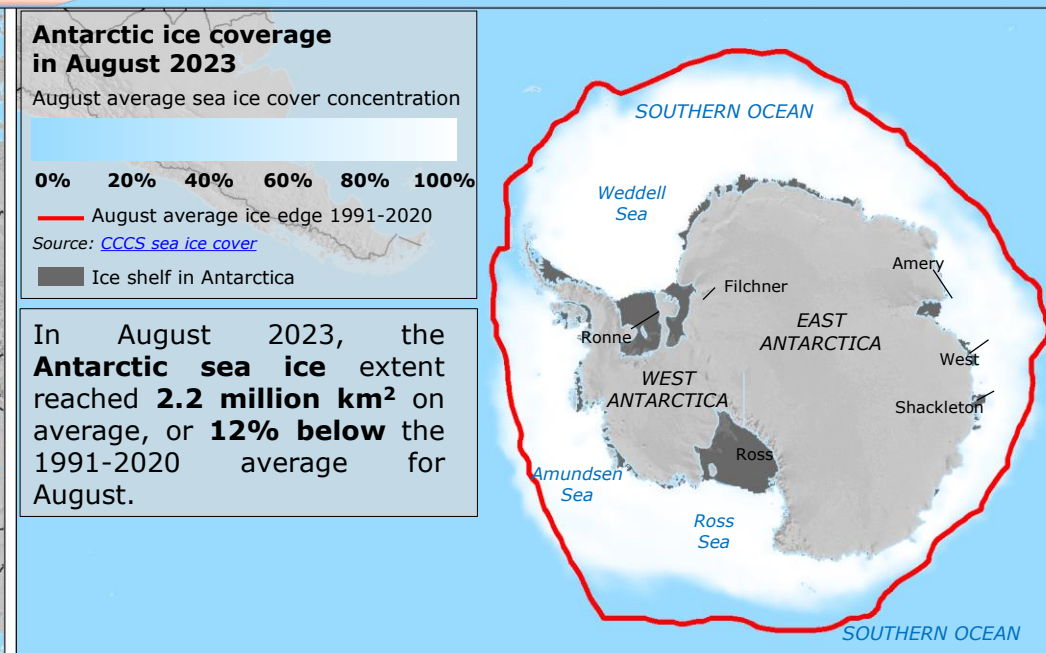 Antarctic ice coverage
in August 2023
August average sea ice cover concentration
0% 20% 40% 60% 80% 100%
August average ice edge 1991-2020
Source: CCCS sea ice cover
Ice shelf in Antarctica
In August 2023, the
Antarctic sea ice extent
reached 2.2 million km² on
average, or 12% below the
1991-2020 average for
August.
SOUTHERN OCEAN
Weddell
Sea
Amery
Filchner
EAST
ANTARCTICA
Ronne
West
WEST
ANTARCTICA
Shackleton
Ross
Amundsen
Sea
Ross
Sea
SOUTHERN OCEAN